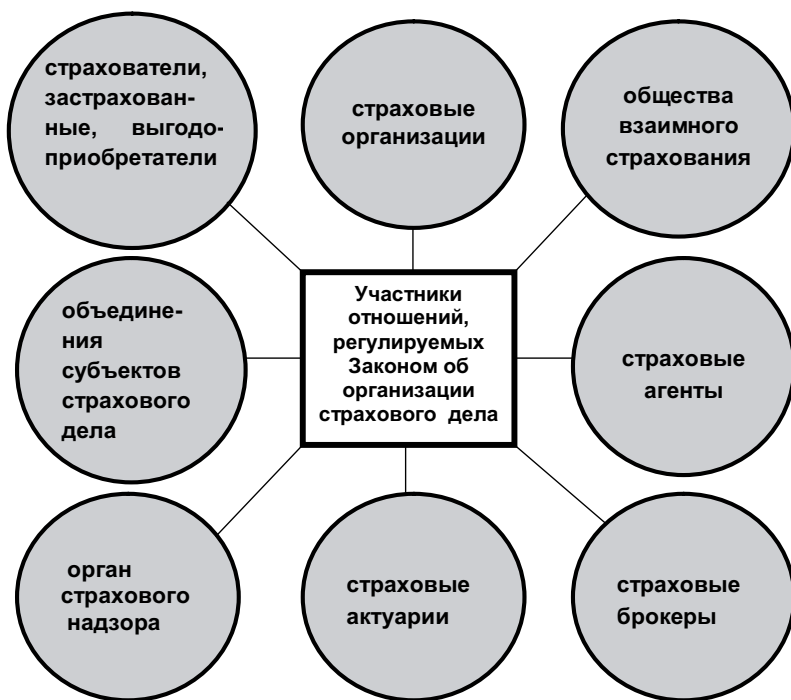 страхователи,
застрахован-
ные, выгодо-
приобретатели
страховые
организации
общества
взаимного
страхования
объедине-
ния
субъектов
страхового
дела
Участники
отношений,
регулируемых
Законом об
организации
страхового дела
страховые
агенты
орган
страхового
надзора
страховые
актуарии
страховые
брокеры